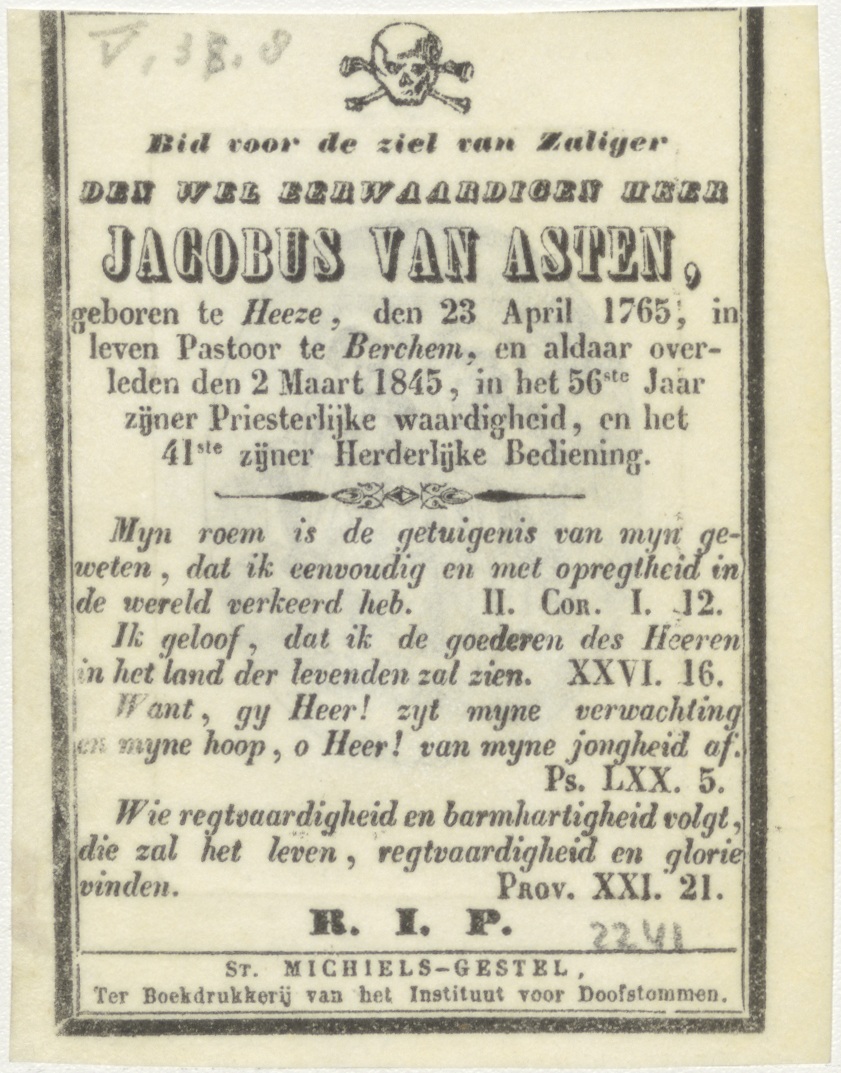 V, 38. 8
Bid voor de ziel van Zaliger
DEN WEL EERWAARDIGEN HEER
JACOBUS VAN ASTEN,
geboren te Heeze, den 23 April 1765, in
leven Pastoor te Berchem, en aldaar over-
leden den 2 Maart 1845, in het 56ste Jaar
zijner Priesterlijke waardigheid, en het
41ste zijner Herderlijke Bediening.
Myn roem is de getuigenis van myn ge-
weten, dat ik eenvoudig en met opregtheid in
de wereld verkeerd heb. II. Cor. I. 12.
Ik geloof, dat ik de goederen des Heeren
in het land der levenden zal zien. XXVI. 16.
Want, gy Heer! zyt myne verwachting
en myne hoop, o Heer! van myne jongheid af.
Ps. LXX. 5.
Wie regtvaardigheid en barmhartigheid volgt,
die zal het leven, regtvaardigheid en glorie
vinden. Prov. XXI. 21.
R. I. P.
2241
St. MICHIELS-GESTEL,
Ter Boekdrukkerij van het Instituut voor Doofstommen.